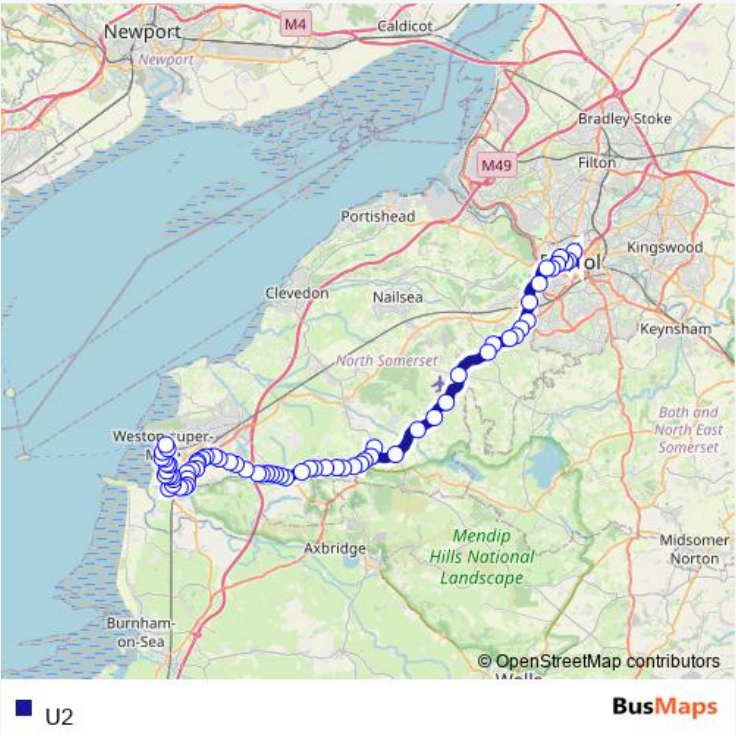 M4
Caldicot
Newport
Newport
Bradley Stoke
M49
Filton
Portishead
Kingswood
Clevedon
Nailsea
Keynsham
North Somerset
Bath and
North East
Somerset
Weston-super-
Mendip
Hills National
Landscape
Midsomer
Norton
Axbridge
Burnham-
on-Sea
© OpenStreetMap contributors
U2
BusMaps